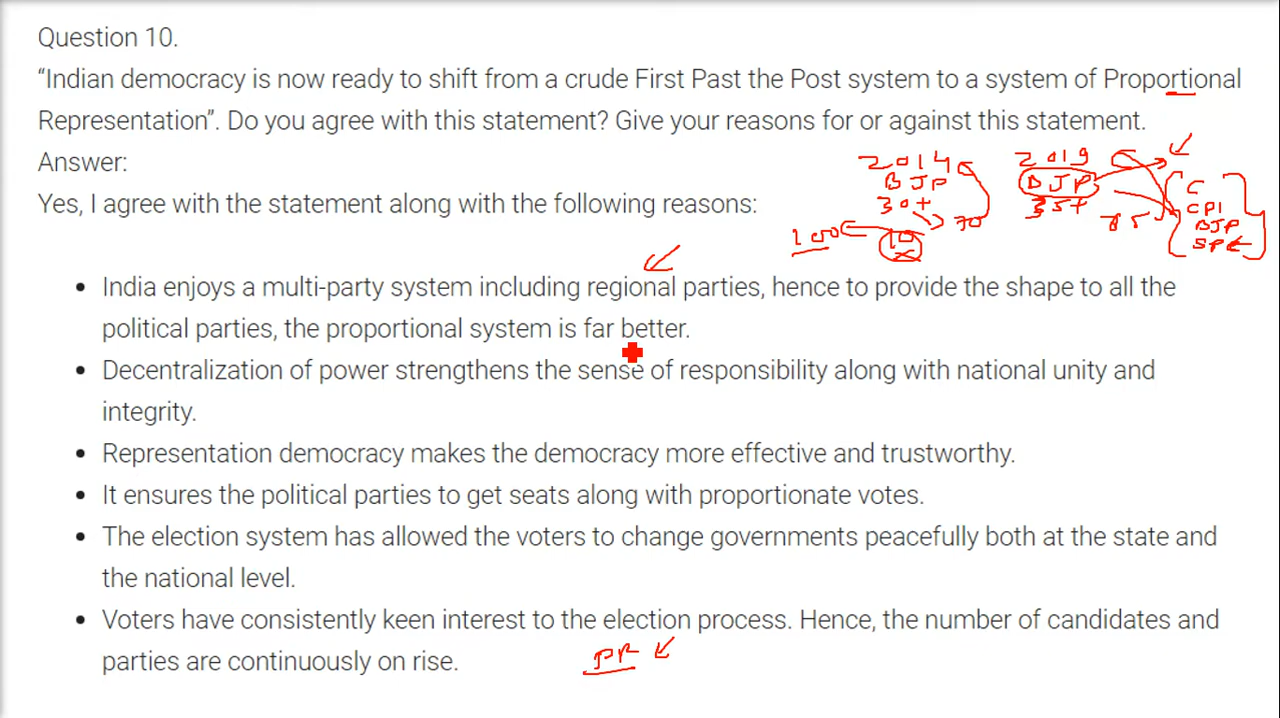 Question 10.
“Indian democracy is now ready to shift from a crude First Past the Post system to a system of Proportional
Representation”. Do you agree with this statement? Give your reasons for or against this statement.
Answer:
2014 2019
BJP BJP C
Yes, I agree with the statement along with the following reasons:
30+ 35+ CPI
70 BJP
10 SP
• India enjoys a multi-party system including regional parties, hence to provide the shape to all the
political parties, the proportional system is far better.
• Decentralization of power strengthens the sense of responsibility along with national unity and
integrity.
• Representation democracy makes the democracy more effective and trustworthy.
• It ensures the political parties to get seats along with proportionate votes.
• The election system has allowed the voters to change governments peacefully both at the state and
the national level.
• Voters have consistently keen interest to the election process. Hence, the number of candidates and
parties are continuously on rise.
PR